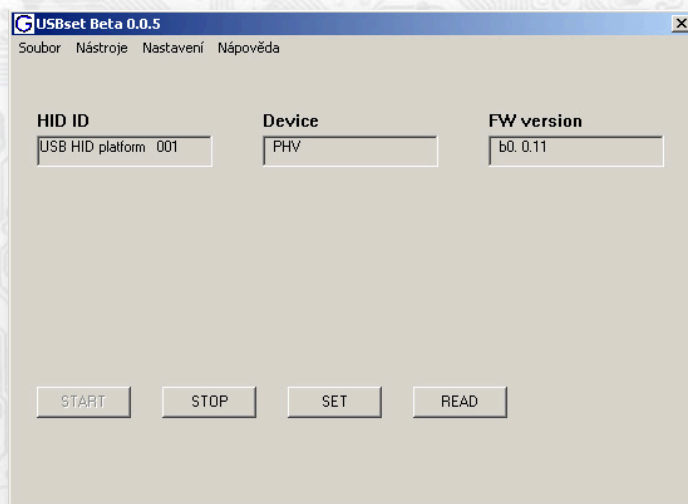 USBset Beta 0.0.5
Soubor Nástroje Nastavení Nápověda
HID ID Device FW version
USB HID platform 001 PHV b0. 0.11
START STOP SET READ